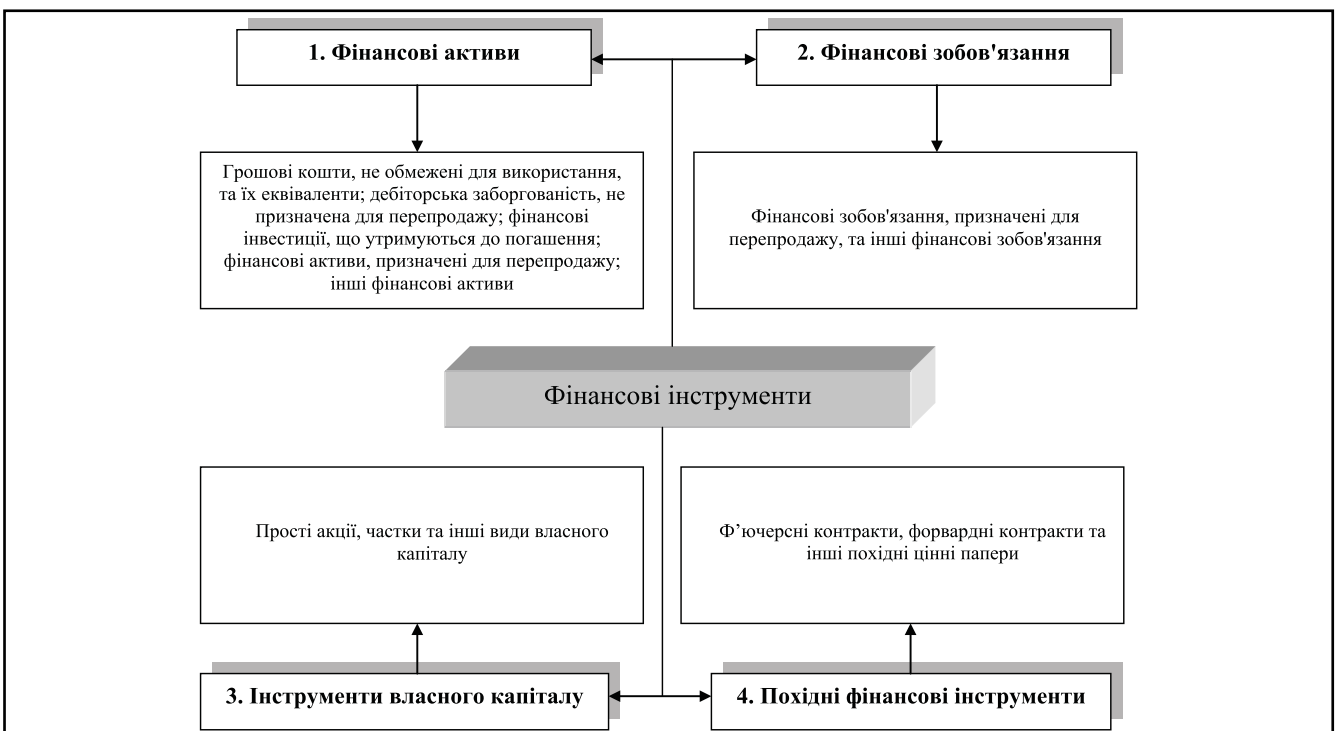 1. Фінансові активи
2. Фінансові зобов'язання
Грошові кошти, не обмежені для використання,
та їх еквіваленти; дебіторська заборгованість, не
призначена для перепродажу; фінансові
інвестиції, що утримуються до погашення;
фінансові активи, призначені для перепродажу;
інші фінансові активи
Фінансові зобов'язання, призначені для
перепродажу, та інші фінансові зобов'язання
Фінансові інструменти
Прості акції, частки та інші види власного
капіталу
Ф’ючерсні контракти, форвардні контракти та
інші похідні цінні папери
3. Інструменти власного капіталу
4. Похідні фінансові інструменти